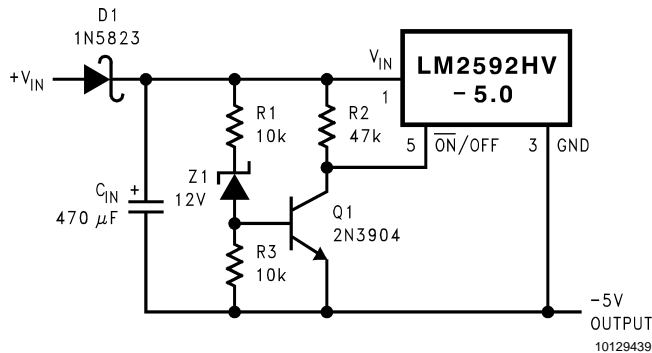 D1
1N5823
+VIN
VIN
1
LM2592HV
- 5.0
R1
10k
R2
47k
5
ON/OFF
3
GND
Z1
12V
CIN
+
470 μF
Q1
2N3904
R3
10k
-5V
OUTPUT
10129439